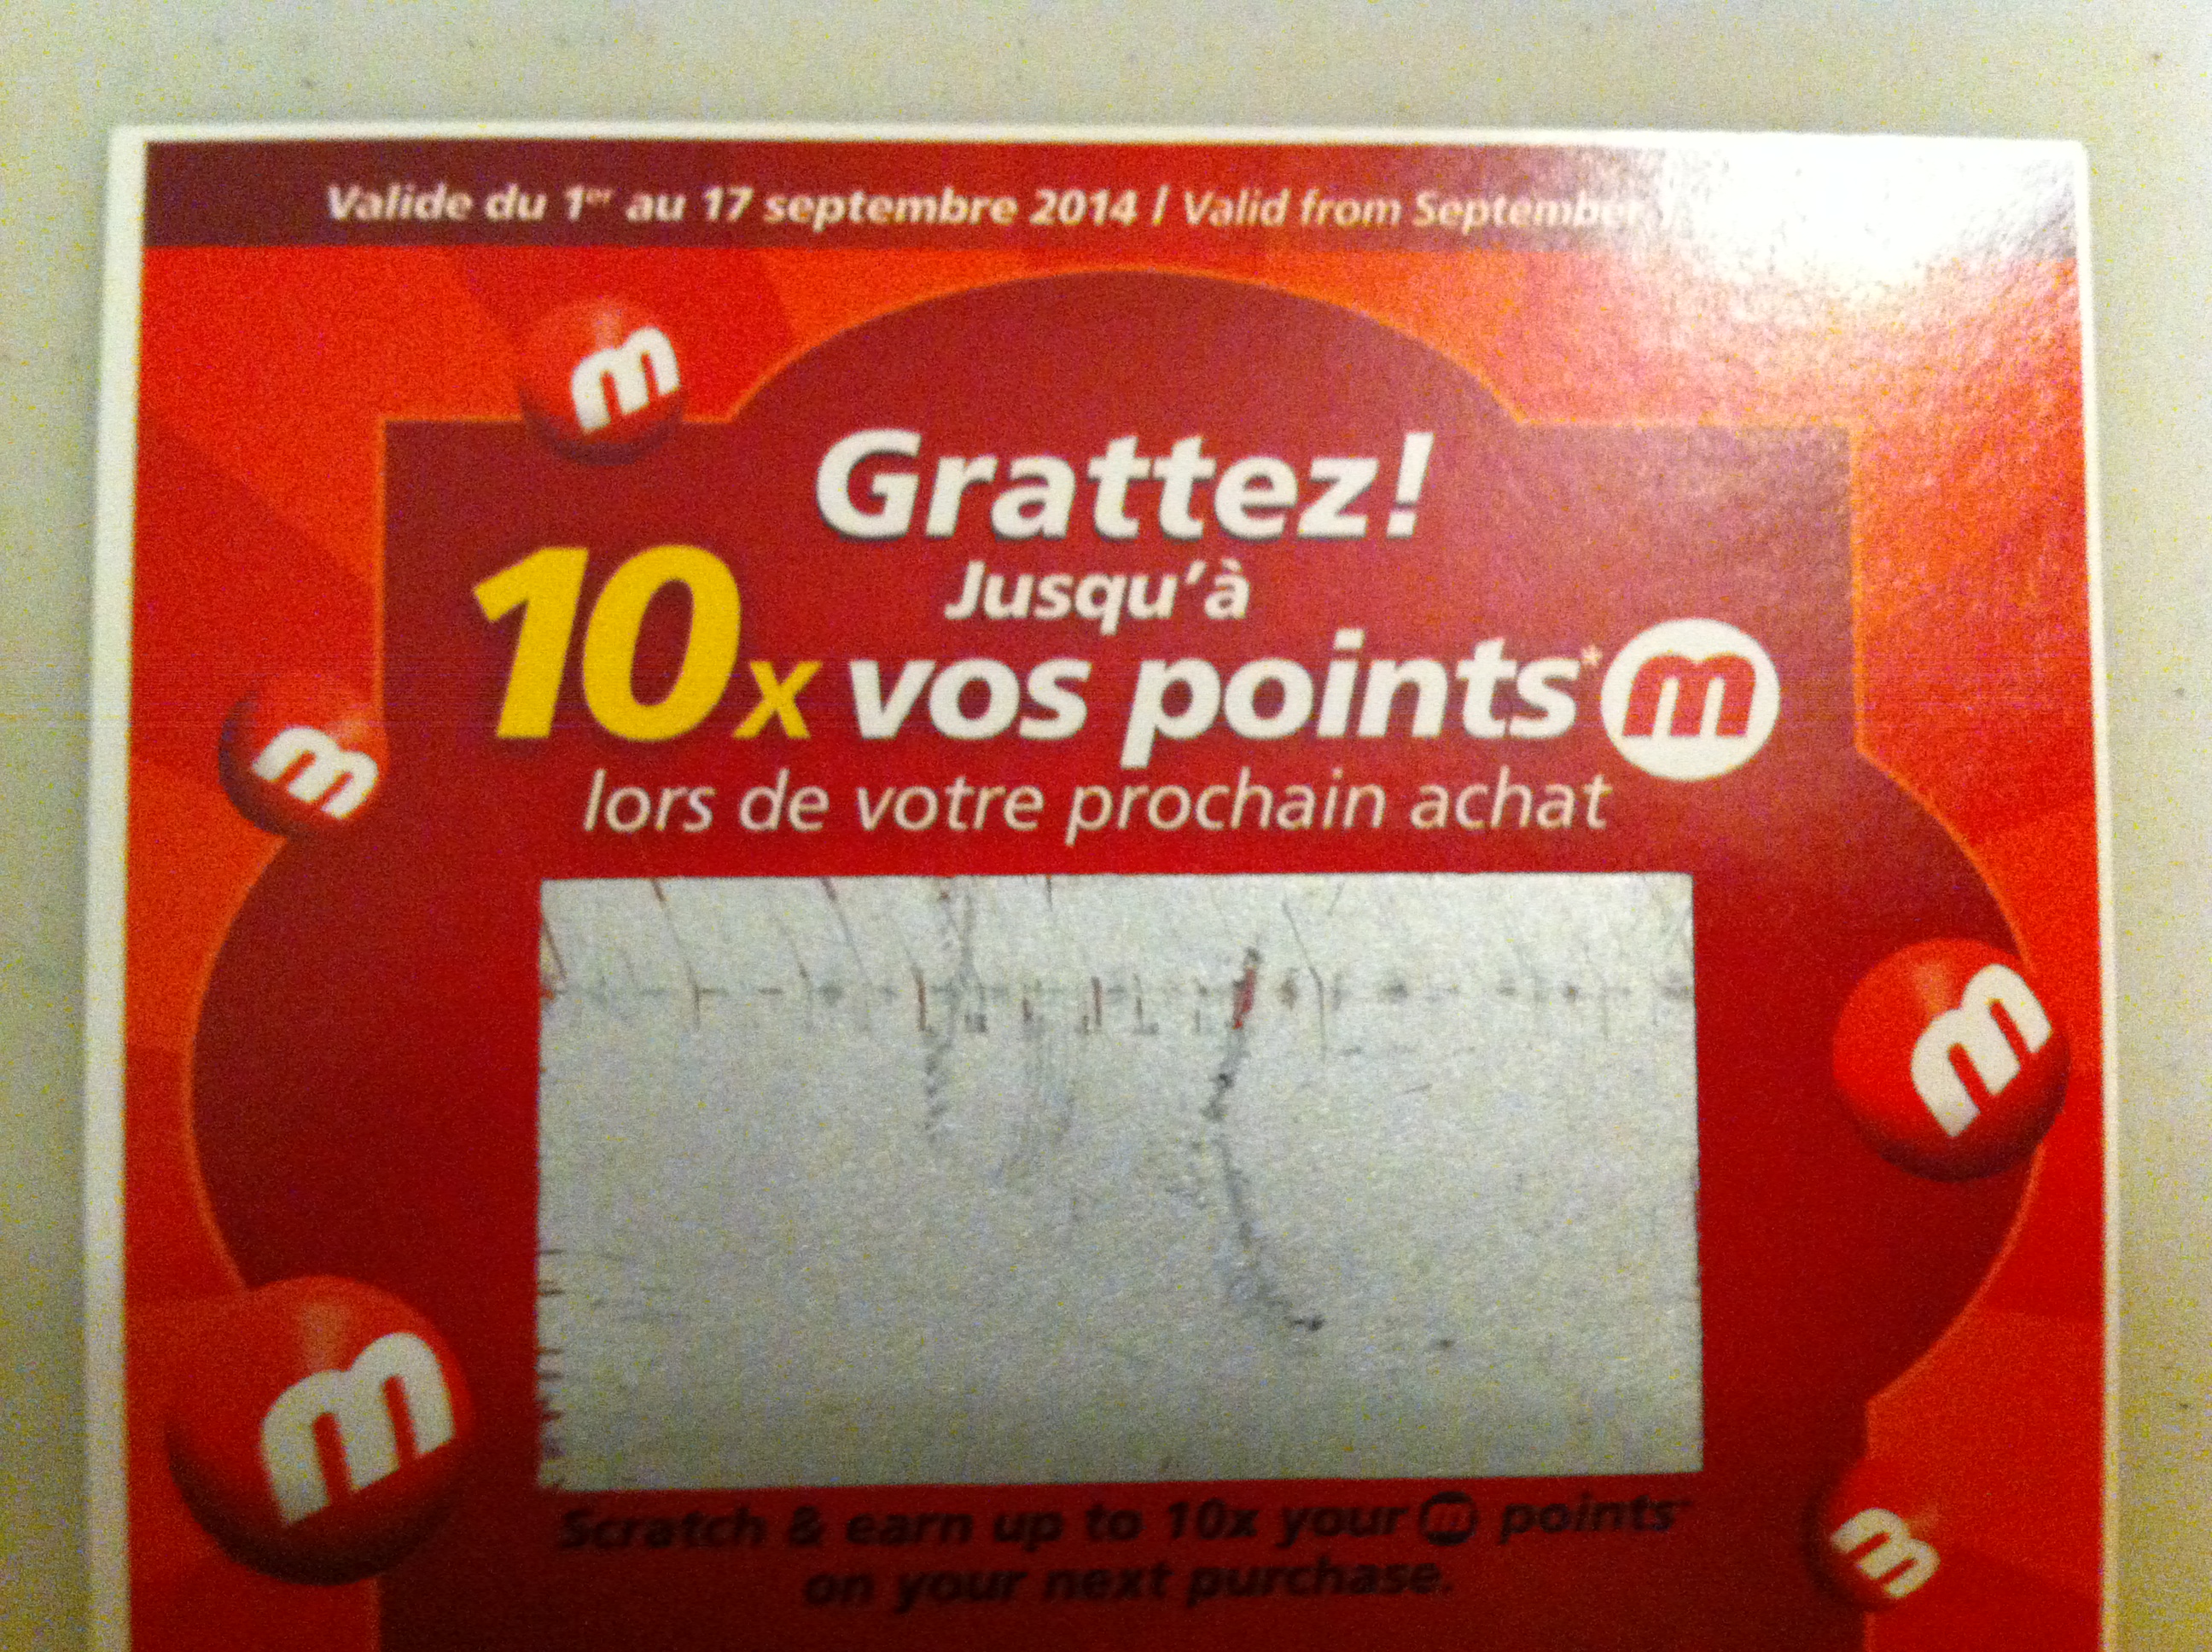 Valide du 1er au 17 septembre 2014 / Valid from September
Grattez!
Jusqu'à
10x vos points* m
lors de votre prochain achat
Scratch & earn up to 10x your m points*
on your next purchase.
m
m
m
m
m